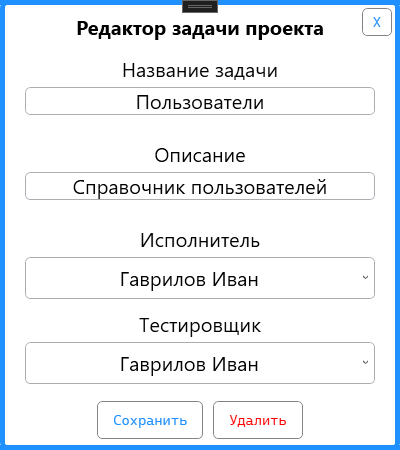 Редактор задачи проекта
X
Название задачи
Пользователи
Описание
Справочник пользователей
Исполнитель
Гаврилов Иван
Тестировщик
Гаврилов Иван
Сохранить
Удалить